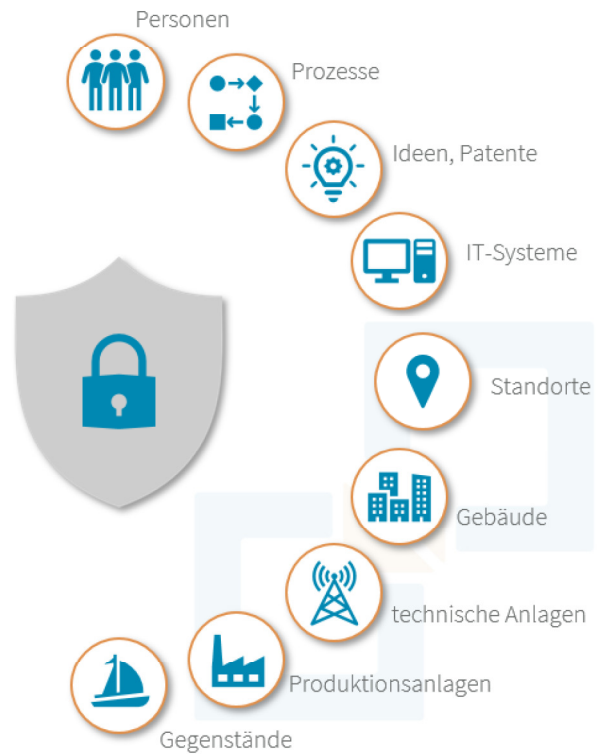 Personen
Prozesse
Ideen, Patente
IT-Systeme
Standorte
Gebäude
technische Anlagen
Produktionsanlagen
Gegenstände